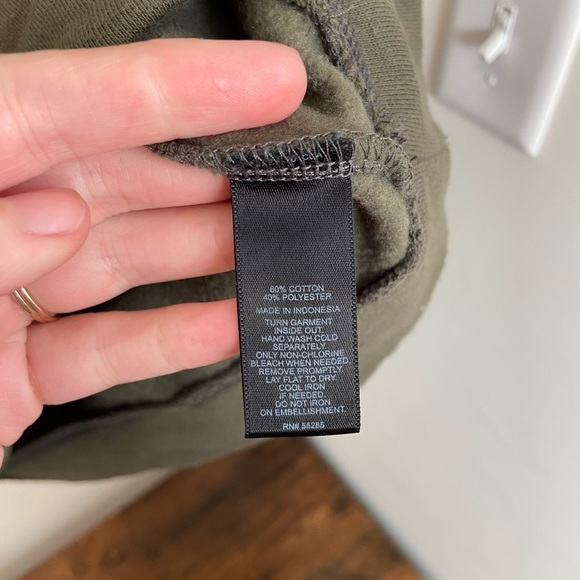 60% COTTON
40% POLYESTER
MADE IN INDONESIA
TURN GARMENT
INSIDE OUT.
HAND WASH COLD
SEPARATELY.
ONLY NON-CHLORINE
BLEACH WHEN NEEDED.
REMOVE PROMPTLY.
LAY FLAT TO DRY.
COOL IRON
IF NEEDED.
DO NOT IRON
ON EMBELLISHMENT.
RN# 58285